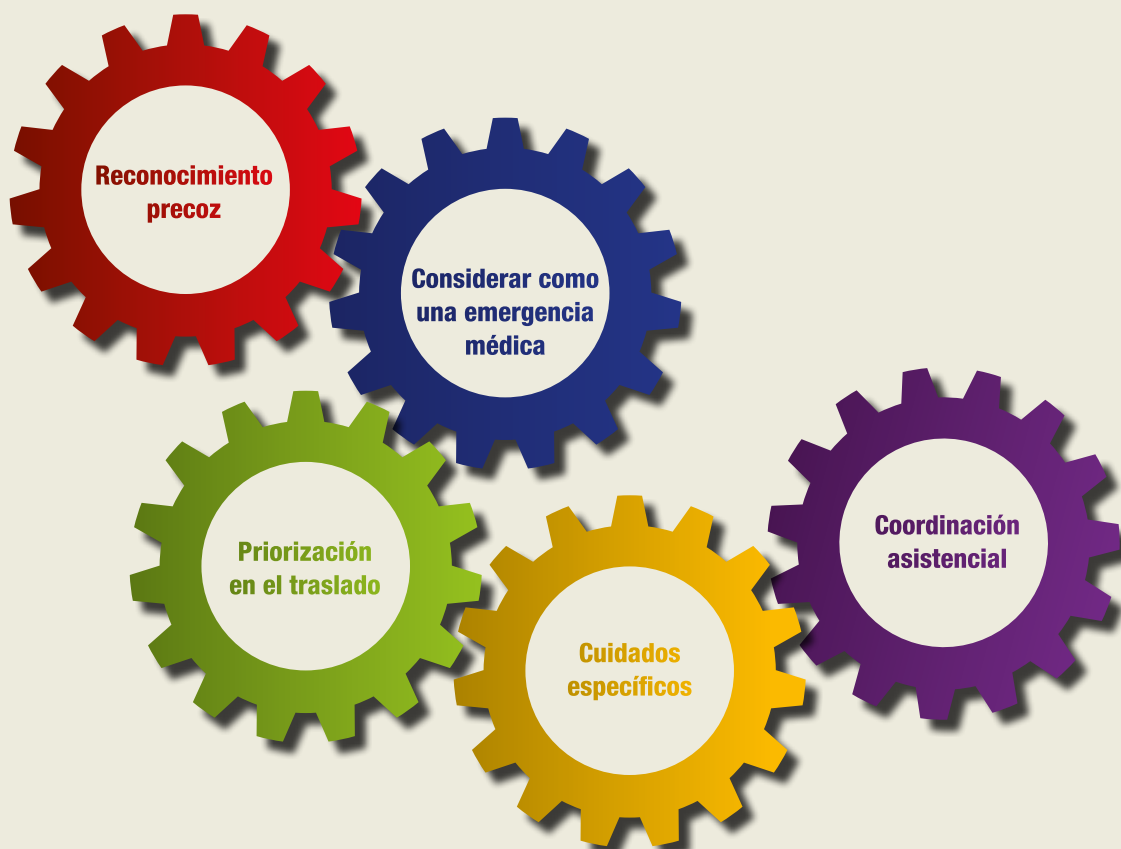 Reconocimiento
precoz
Considerar como
una emergencia
médica
Priorización
en el traslado
Cuidados
específicos
Coordinación
asistencial